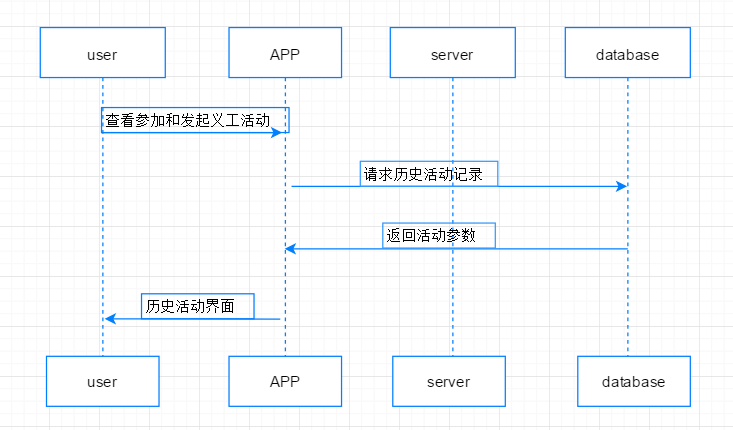 user
APP
server
database
查看参加和发起义工活动
请求历史活动记录
返回活动参数
历史活动界面
user
APP
server
database